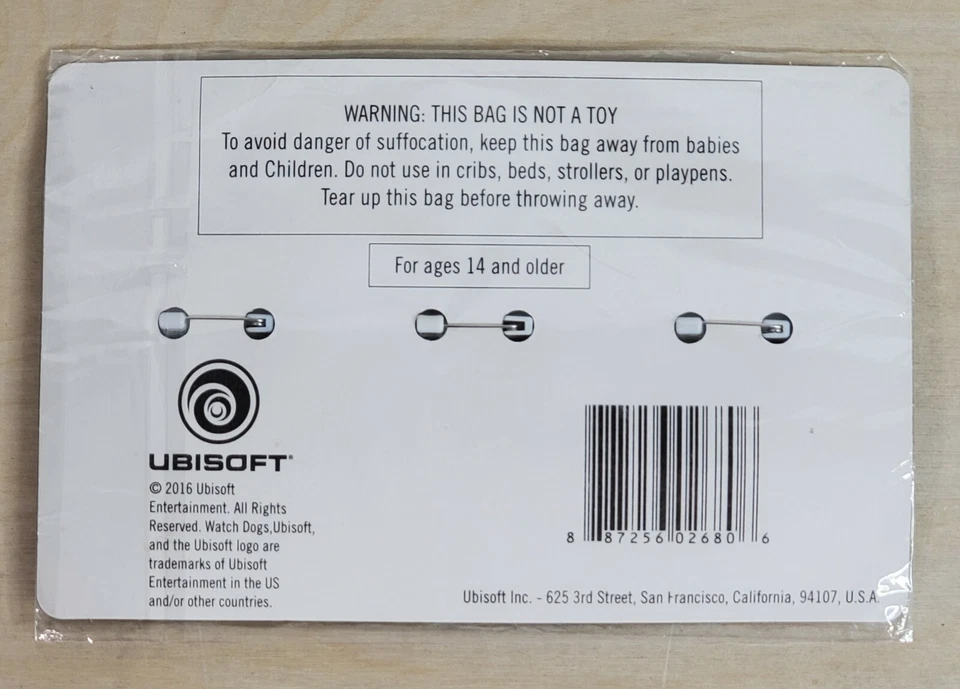 WARNING: THIS BAG IS NOT A TOY
To avoid danger of suffocation, keep this bag away from babies
and Children. Do not use in cribs, beds, strollers, or playpens.
Tear up this bag before throwing away.
For ages 14 and older
UBISOFT®
© 2016 Ubisoft
Entertainment. All Rights
Reserved. Watch Dogs,Ubisoft,
and the Ubisoft logo are
trademarks of Ubisoft
Entertainment in the US
and/or other countries.
8 87256 02680 6
Ubisoft Inc. - 625 3rd Street, San Francisco, California, 94107, U.S.A.